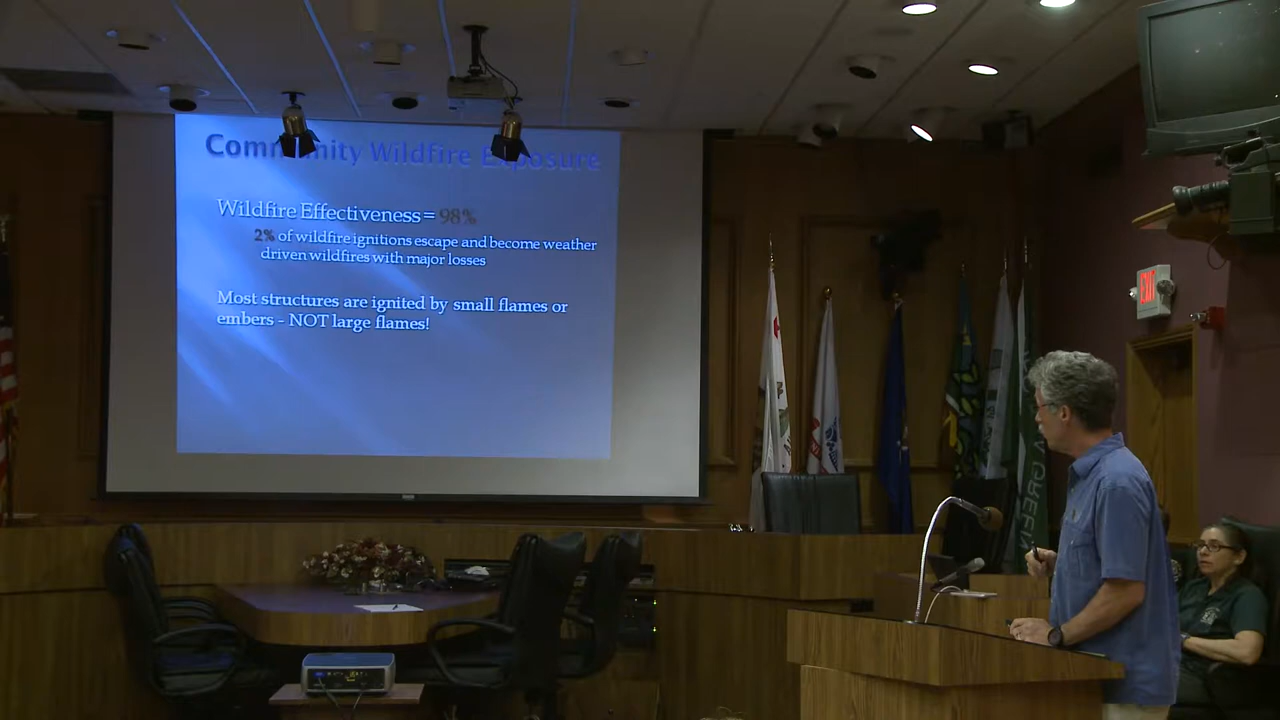 Community Wildfire Exposure
Wildfire Effectiveness = 98%
2% of wildfire ignitions escape and become weather
driven wildfires with major losses
Most structures are ignited by small flames or
embers - NOT large flames!
EXIT